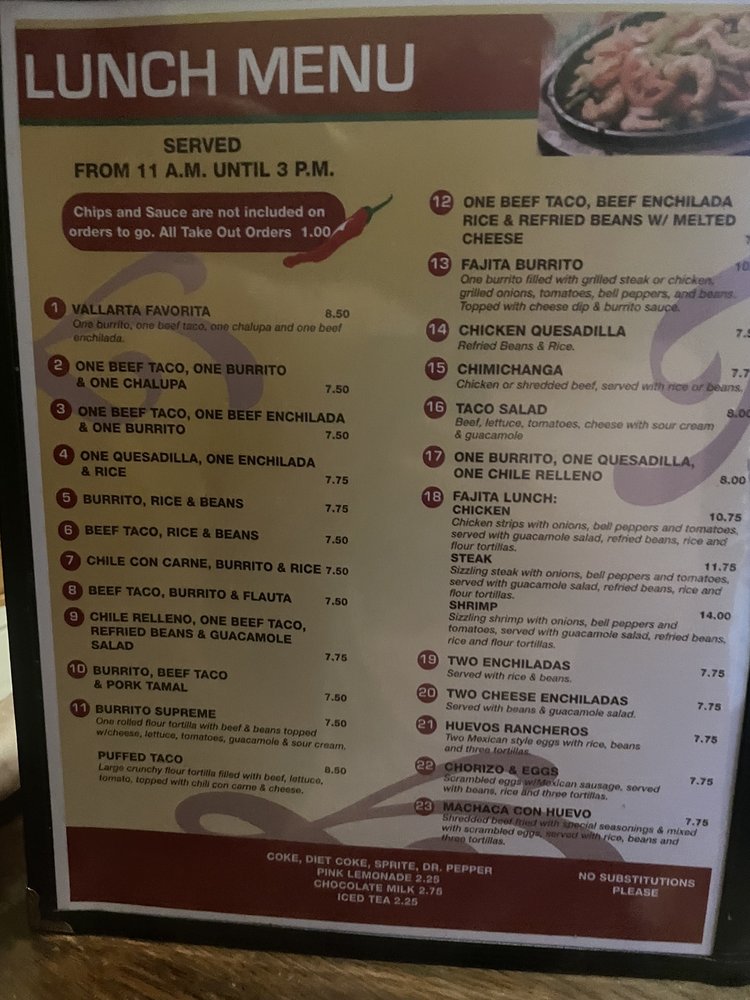 LUNCH MENU
SERVED
FROM 11 A.M. UNTIL 3 P.M.
Chips and Sauce are not included on
orders to go. All Take Out Orders 1.00
1 VALLARTA FAVORITA 8.50
One burrito, one beef taco, one chalupa and one beef
enchilada.
2 ONE BEEF TACO, ONE BURRITO
& ONE CHALUPA 7.50
3 ONE BEEF TACO, ONE BEEF ENCHILADA
& ONE BURRITO 7.50
4 ONE QUESADILLA, ONE ENCHILADA
& RICE 7.75
5 BURRITO, RICE & BEANS 7.75
6 BEEF TACO, RICE & BEANS 7.50
7 CHILE CON CARNE, BURRITO & RICE 7.50
8 BEEF TACO, BURRITO & FLAUTA 7.50
9 CHILE RELLENO, ONE BEEF TACO,
REFRIED BEANS & GUACAMOLE
SALAD 7.75
10 BURRITO, BEEF TACO
& PORK TAMAL 7.50
11 BURRITO SUPREME 7.50
One rolled flour tortilla with beef & beans topped
w/cheese, lettuce, tomatoes, guacamole & sour cream.
PUFFED TACO 8.50
Large crunchy flour tortilla filled with beef, lettuce,
tomato, topped with chili con carne & cheese.
12 ONE BEEF TACO, BEEF ENCHILADA
RICE & REFRIED BEANS W/ MELTED
CHEESE
13 FAJITA BURRITO
One burrito filled with grilled steak or chicken,
grilled onions, tomatoes, bell peppers, and beans.
Topped with cheese dip & burrito sauce.
14 CHICKEN QUESADILLA
Refried Beans & Rice.
15 CHIMICHANGA
Chicken or shredded beef, served with rice or beans.
16 TACO SALAD 8.00
Beef, lettuce, tomatoes, cheese with sour cream
& guacamole
17 ONE BURRITO, ONE QUESADILLA,
ONE CHILE RELLENO 8.00
18 FAJITA LUNCH:
CHICKEN 10.75
Chicken strips with onions, bell peppers and tomatoes,
served with guacamole salad, refried beans, rice and
flour tortillas.
STEAK 11.75
Sizzling steak with onions, bell peppers and tomatoes,
served with guacamole salad, refried beans, rice and
flour tortillas.
SHRIMP 14.00
Sizzling shrimp with onions, bell peppers and
tomatoes, served with guacamole salad, refried beans,
rice and flour tortillas.
19 TWO ENCHILADAS 7.75
Served with rice & beans.
20 TWO CHEESE ENCHILADAS 7.75
Served with beans & guacamole salad.
21 HUEVOS RANCHEROS 7.75
Two Mexican style eggs with rice, beans
and three tortillas.
22 CHORIZO & EGGS 7.75
Scrambled eggs w/Mexican sausage, served
with beans, rice and three tortillas.
23 MACHACA CON HUEVO 7.75
Shredded beef fried with special seasonings & mixed
with scrambled eggs, served with rice, beans and
three tortillas.
COKE, DIET COKE, SPRITE, DR. PEPPER
PINK LEMONADE 2.25
CHOCOLATE MILK 2.75
ICED TEA 2.25
NO SUBSTITUTIONS
PLEASE